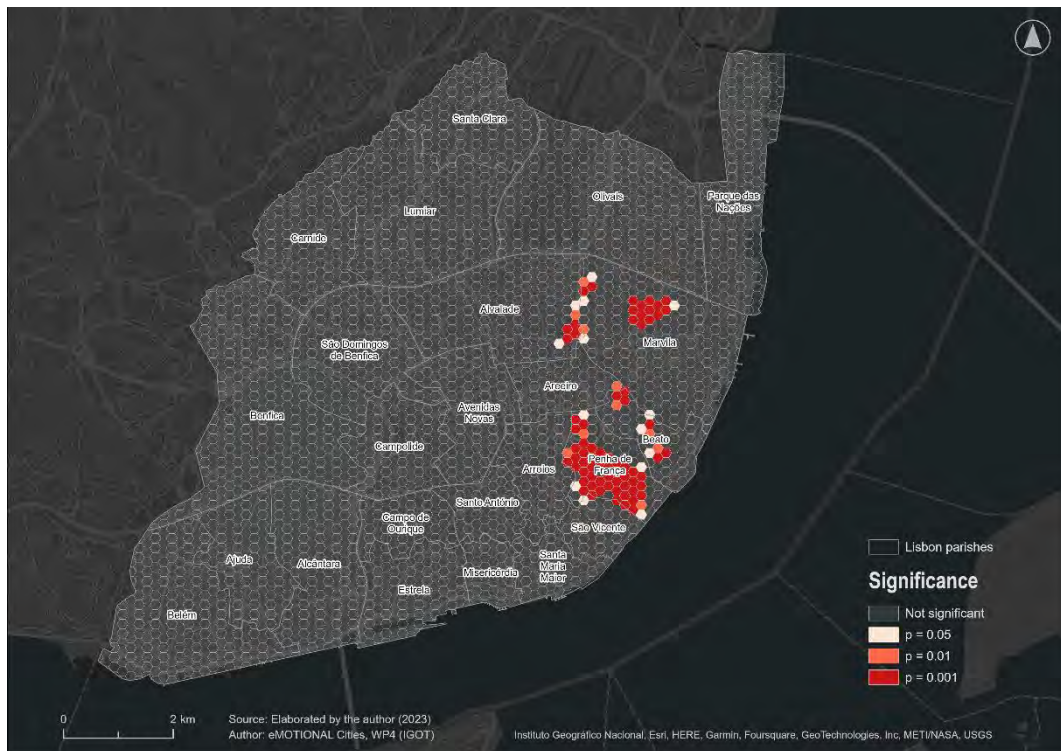 Santa Clara
Olivais
Parque das
Nações
Lumiar
Carnide
Alvalade
São Domingos
de Benfica
Marvila
Areeiro
Avenidas
Novas
Benfica
Campolide
Beato
Penha de
França
Arroios
Santo António
Campo de
Ourique
São Vicente
Santa
Maria
Maior
Misericórdia
Ajuda
Alcântara
Estrela
Belém
Lisbon parishes
Significance
Not significant
p = 0.05
p = 0.01
p = 0.001
0
2 km
Source: Elaborated by the author (2023)
Author: eMOTIONAL Cities, WP4 (IGOT)
Instituto Geográfico Nacional, Esri, HERE, Garmin, Foursquare, GeoTechnologies, Inc, METI/NASA, USGS